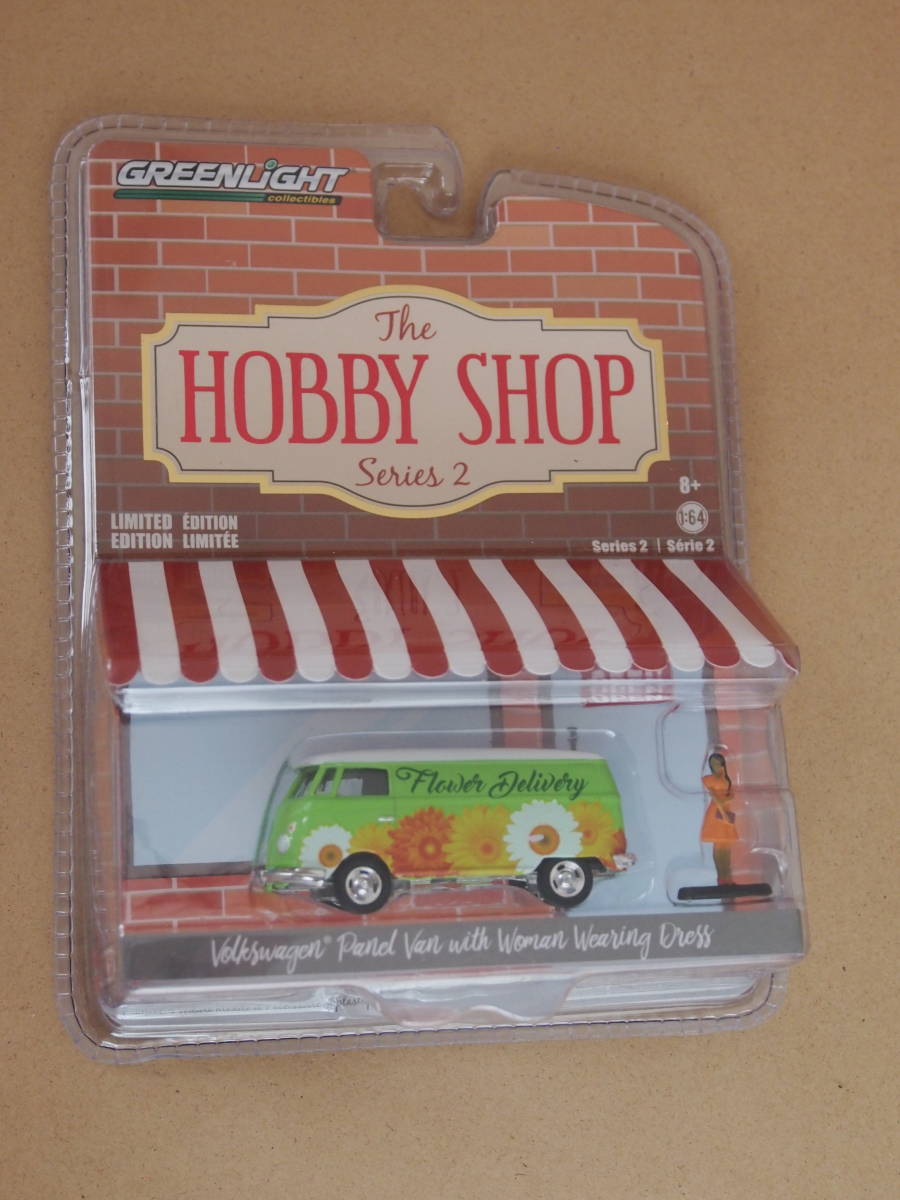 GREENLiGHT
collectibles
The
HOBBY SHOP
Series 2
8+
1:64
LIMITED ÉDITION
EDITION LIMITÉE
Series 2 | Série 2
Flower Delivery
Volkswagen® Panel Van with Woman Wearing Dress